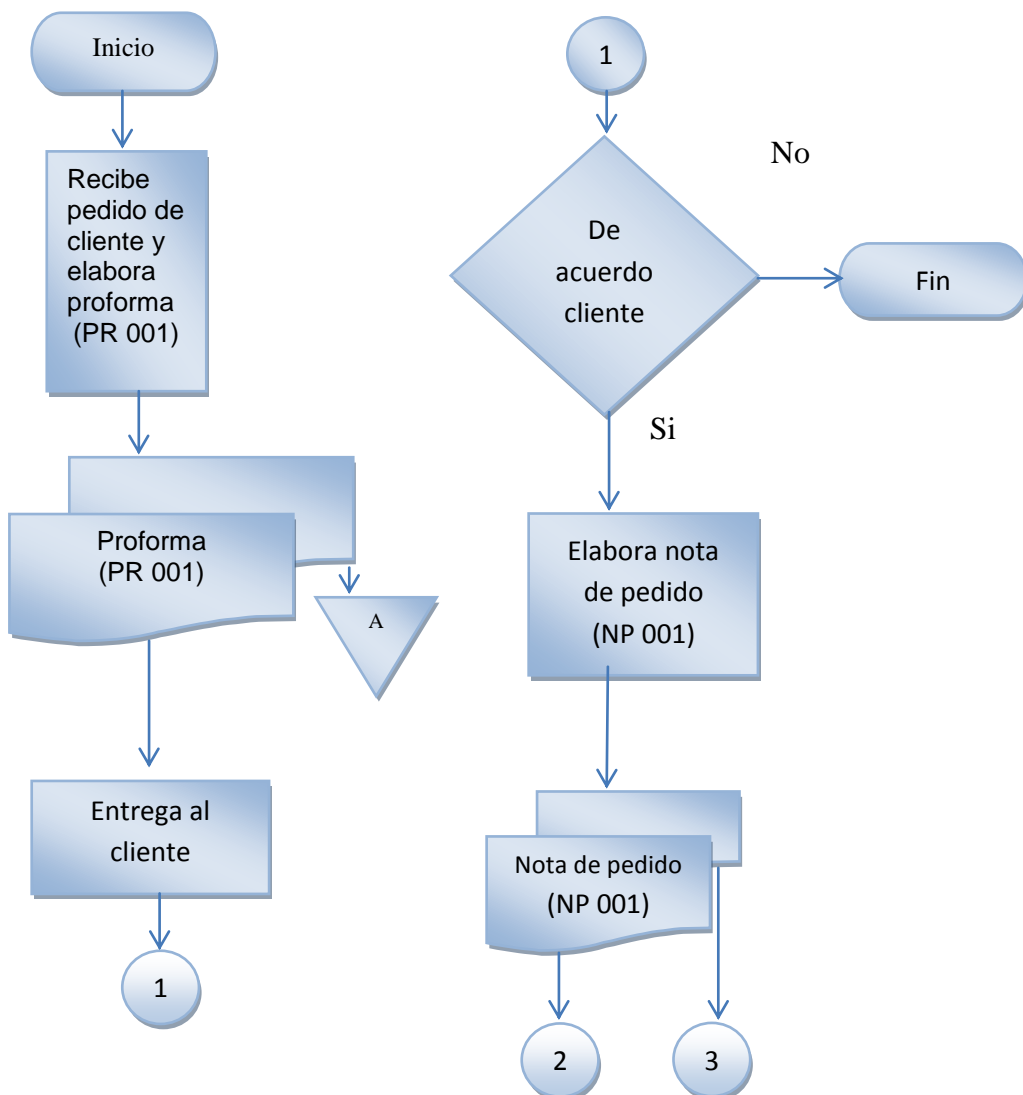 Inicio
Recibe
pedido de
cliente y
elabora
proforma
(PR 001)
Proforma
(PR 001)
A
Entrega al
cliente
1
1
De
acuerdo
cliente
No
Fin
Si
Elabora nota
de pedido
(NP 001)
Nota de pedido
(NP 001)
2
3